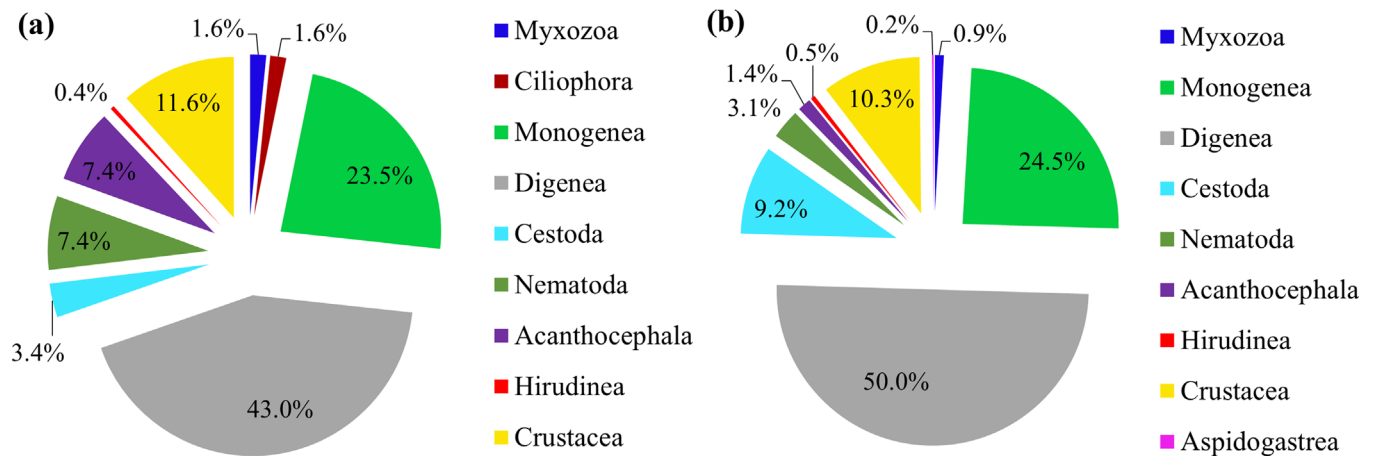 (a)
1.6%
1.6%
0.4%
11.6%
23.5%
7.4%
7.4%
3.4%
43.0%
Myxozoa
Ciliophora
Monogenea
Digenea
Cestoda
Nematoda
Acanthocephala
Hirudinea
Crustacea
(b)
0.2%
0.9%
0.5%
1.4%
3.1%
10.3%
24.5%
9.2%
50.0%
Myxozoa
Monogenea
Digenea
Cestoda
Nematoda
Acanthocephala
Hirudinea
Crustacea
Aspidogastrea